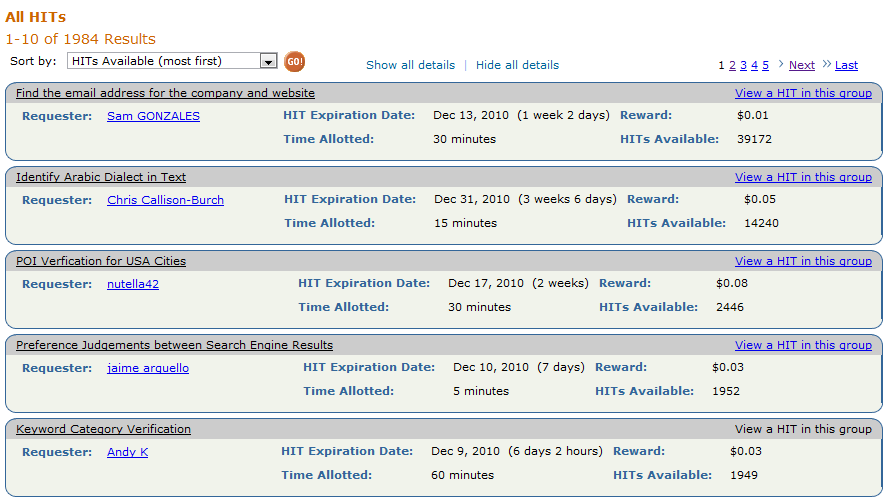 All HITs
1-10 of 1984 Results
Sort by: HITs Available (most first) GO! Show all details | Hide all details 1 2 3 4 5 > Next >> Last
Find the email address for the company and website View a HIT in this group
Requester: Sam GONZALES HIT Expiration Date: Dec 13, 2010 (1 week 2 days) Reward: $0.01
Time Allotted: 30 minutes HITs Available: 39172
Identify Arabic Dialect in Text View a HIT in this group
Requester: Chris Callison-Burch HIT Expiration Date: Dec 31, 2010 (3 weeks 6 days) Reward: $0.05
Time Allotted: 15 minutes HITs Available: 14240
POI Verfication for USA Cities View a HIT in this group
Requester: nutella42 HIT Expiration Date: Dec 17, 2010 (2 weeks) Reward: $0.08
Time Allotted: 30 minutes HITs Available: 2446
Preference Judgements between Search Engine Results View a HIT in this group
Requester: jaime arguello HIT Expiration Date: Dec 10, 2010 (7 days) Reward: $0.03
Time Allotted: 5 minutes HITs Available: 1952
Keyword Category Verification View a HIT in this group
Requester: Andy K HIT Expiration Date: Dec 9, 2010 (6 days 2 hours) Reward: $0.03
Time Allotted: 60 minutes HITs Available: 1949